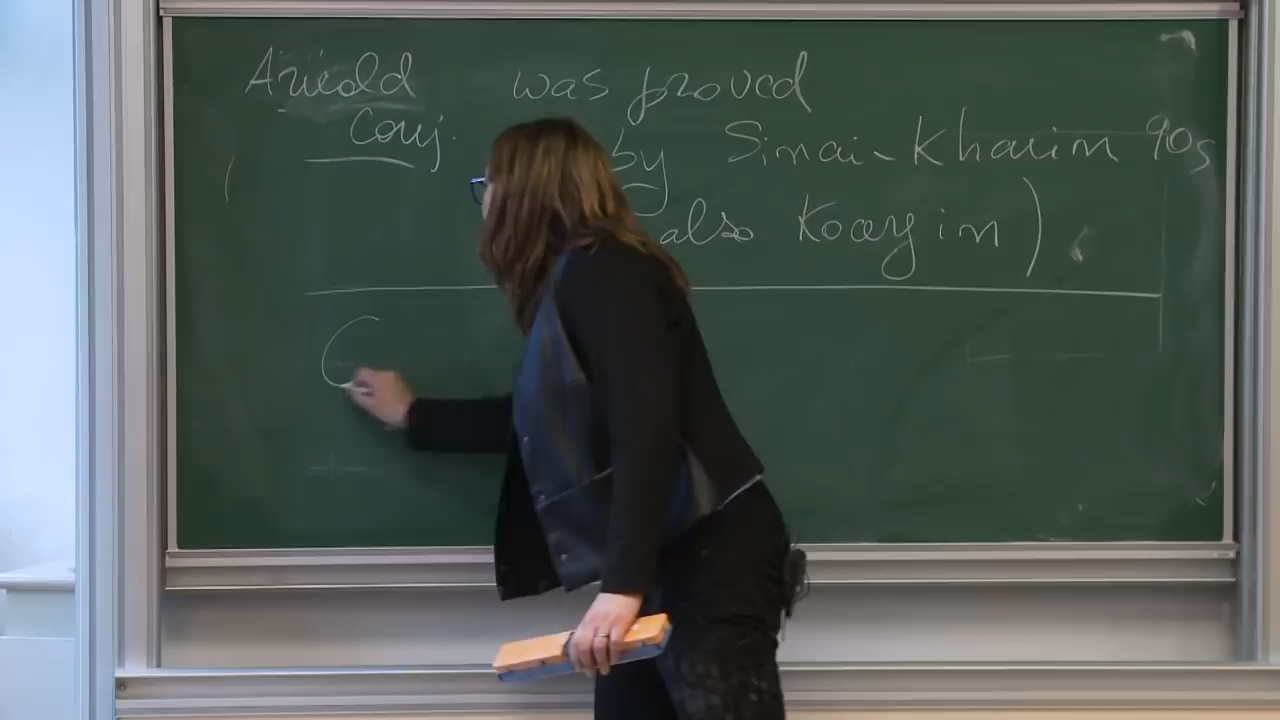 Arnold was proved
Conj. by Sinai-Khanin 90s
( also Kocergin)
C